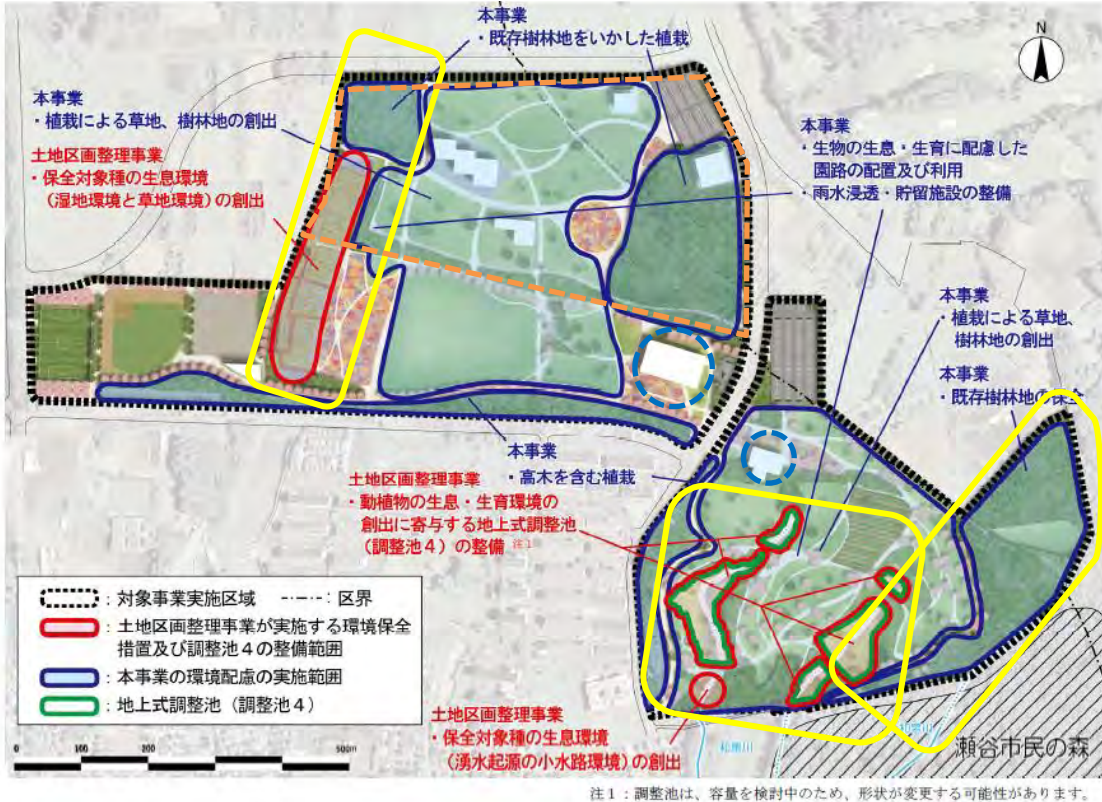 本事業
・既存樹林地をいかした植栽
N
本事業
・植栽による草地、樹林地の創出
土地区画整理事業
・保全対象種の生息環境
（湿地環境と草地環境）の創出
本事業
・生物の生息・生育に配慮した
園路の配置及び利用
・雨水浸透・貯留施設の整備
本事業
・植栽による草地、
樹林地の創出
本事業
・既存樹林地の保全
本事業
・高木を含む植栽
土地区画整理事業
・動植物の生息・生育環境の
創出に寄与する地上式調整池
（調整池４）の整備 注１
：対象事業実施区域 ：区界
：土地区画整理事業が実施する環境保全
措置及び調整池４の整備範囲
：本事業の環境配慮の実施範囲
：地上式調整池（調整池４）
土地区画整理事業
・保全対象種の生息環境
（湧水起源の小水路環境）の創出
0 100 200 500m
和泉川
和泉川
瀬谷市民の森
注１：調整池は、容量を検討中のため、形状が変更する可能性があります。